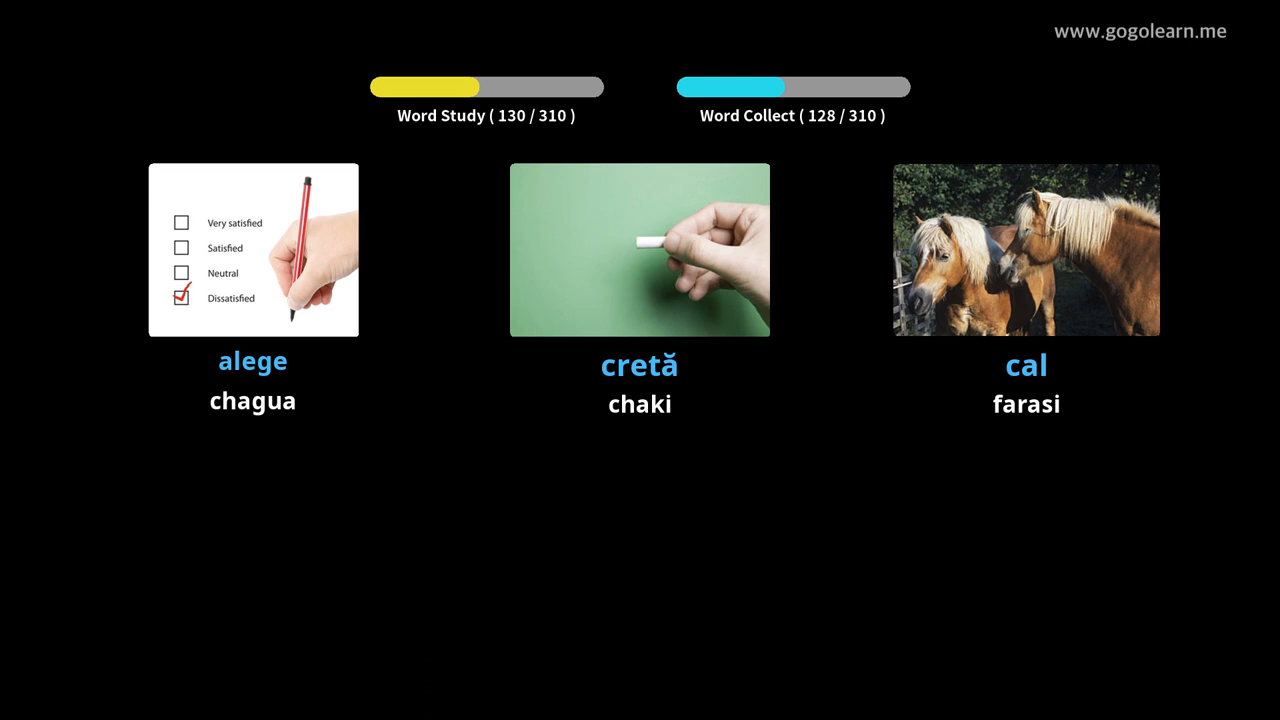 www.gogolearn.me
Word Study ( 130 / 310 )
Word Collect ( 128 / 310 )
Very satisfied
Satisfied
Neutral
Dissatisfied
alege
chagua
cretă
chaki
cal
farasi